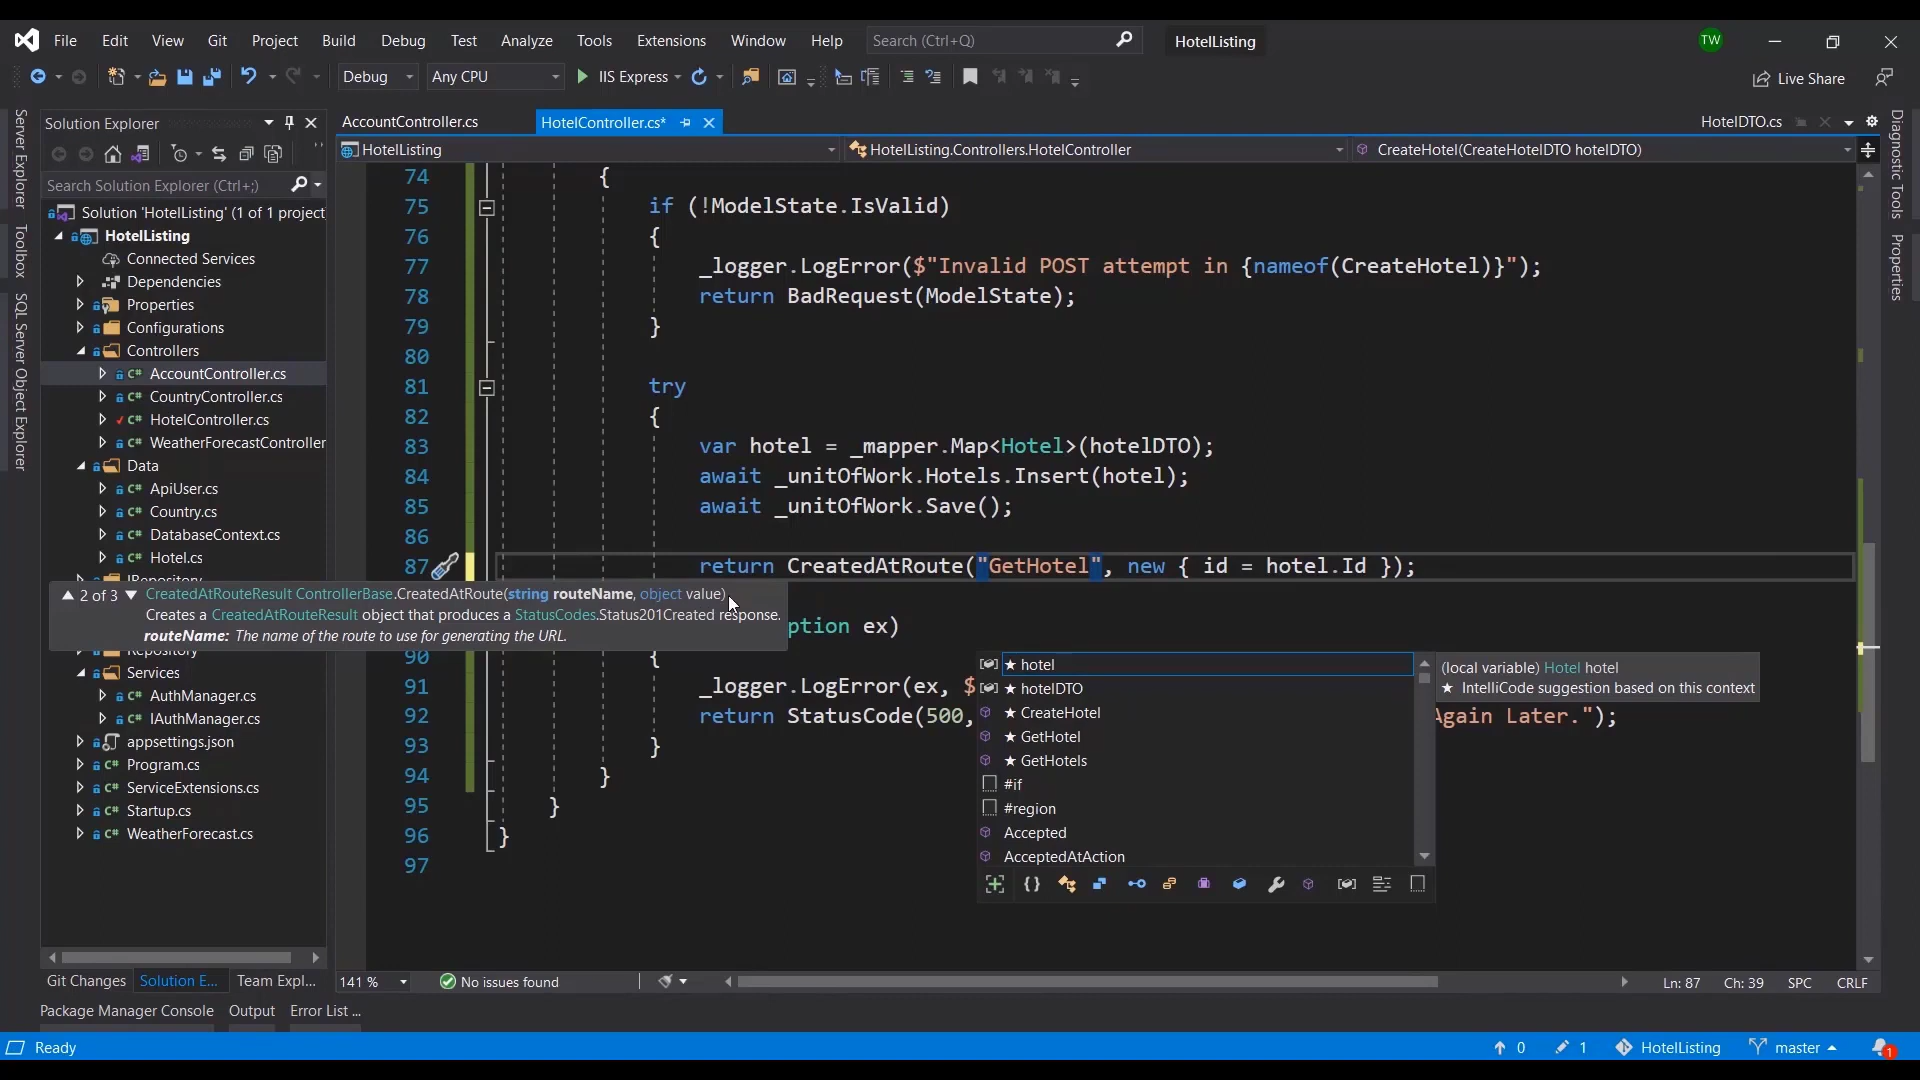 File Edit View Git Project Build Debug Test Analyze Tools Extensions Window Help Search (Ctrl+Q) HotelListing TW
Debug Any CPU IIS Express Live Share
Server Explorer
Toolbox
SQL Server Object Explorer
Solution Explorer
Search Solution Explorer (Ctrl+;)
Solution 'HotelListing' (1 of 1 project
HotelListing
Connected Services
Dependencies
Properties
Configurations
Controllers
AccountController.cs
CountryController.cs
HotelController.cs
WeatherForecastController
Data
ApiUser.cs
Country.cs
DatabaseContext.cs
Hotel.cs
Services
AuthManager.cs
IAuthManager.cs
appsettings.json
Program.cs
ServiceExtensions.cs
Startup.cs
WeatherForecast.cs
Git Changes Solution E... Team Expl...
AccountController.cs HotelController.cs* HotelDTO.cs
HotelListing HotelListing.Controllers.HotelController CreateHotel(CreateHotelDTO hotelDTO)
74 {
75 if (!ModelState.IsValid)
76 {
77 _logger.LogError($"Invalid POST attempt in {nameof(CreateHotel)}");
78 return BadRequest(ModelState);
79 }
80
81 try
82 {
83 var hotel = _mapper.Map<Hotel>(hotelDTO);
84 await _unitOfWork.Hotels.Insert(hotel);
85 await _unitOfWork.Save();
86
87 return CreatedAtRoute("GetHotel", new { id = hotel.Id });
2 of 3 CreatedAtRouteResult ControllerBase.CreatedAtRoute(string routeName, object value)
Creates a CreatedAtRouteResult object that produces a StatusCodes.Status201Created response.
routeName: The name of the route to use for generating the URL.
ption ex)
90 {
91 _logger.LogError(ex, $
92 return StatusCode(500, Again Later.");
93 }
94 }
95 }
96 }
97
hotel
hotelDTO
CreateHotel
GetHotel
GetHotels
#if
#region
Accepted
AcceptedAtAction
(local variable) Hotel hotel
IntelliCode suggestion based on this context
141 % No issues found Ln: 87 Ch: 39 SPC CRLF
Diagnostic Tools
Properties
Package Manager Console Output Error List ...
Ready 0 1 HotelListing master 1